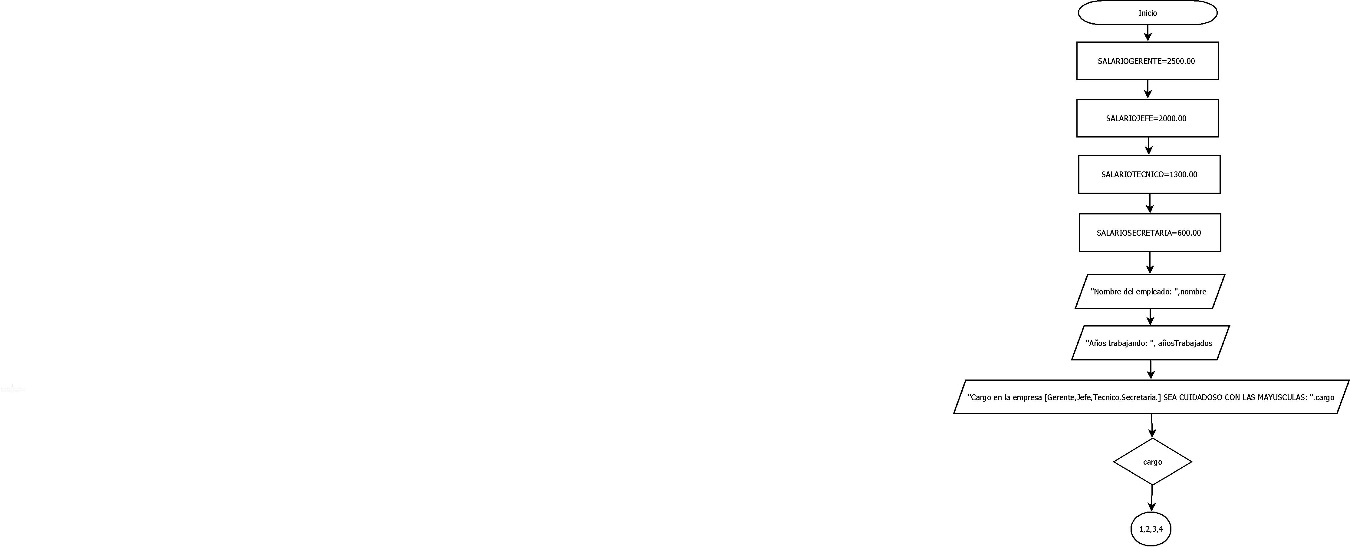 Inicio
SALARIOGERENTE=2500.00
SALARIOJEFE=2000.00
SALARIOTECNICO=1300.00
SALARIOSECRETARIA=600.00
"Nombre del empleado: ",nombre
"Años trabajando: ", añosTrabajados
"Cargo en la empresa [Gerente,Jefe,Tecnico,Secretaria.] SEA CUIDADOSO CON LAS MAYUSCULAS: ",cargo
cargo
1,2,3,4